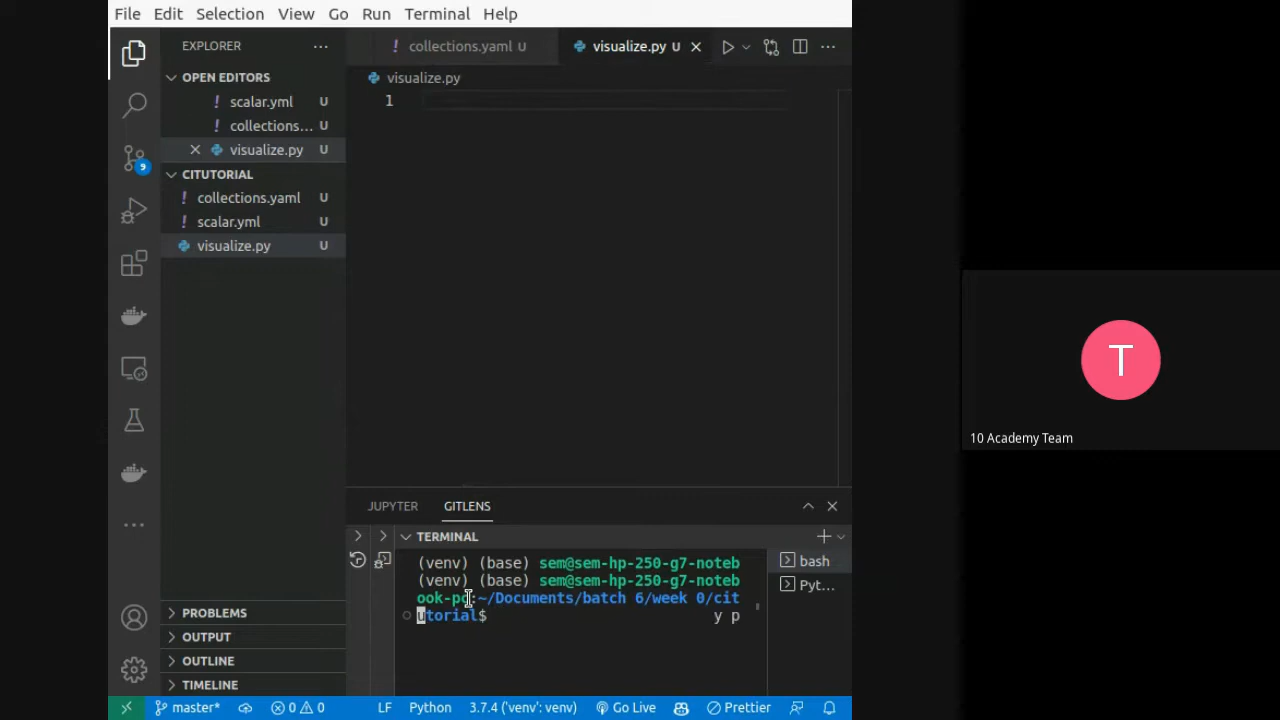 File Edit Selection View Go Run Terminal Help
EXPLORER
OPEN EDITORS
! scalar.yml U
! collections... U
visualize.py U
CITUTORIAL
! collections.yaml U
! scalar.yml U
visualize.py U
PROBLEMS
OUTPUT
OUTLINE
TIMELINE
9
! collections.yaml U
visualize.py U
visualize.py
1
JUPYTER GITLENS
TERMINAL
(venv) (base) sem@sem-hp-250-g7-noteb
(venv) (base) sem@sem-hp-250-g7-noteb
ook-pc:~/Documents/batch 6/week 0/cit
utorial$ y p
bash
Pyt...
master* 0 0 LF Python 3.7.4 ('venv': venv) Go Live Prettier
T
10 Academy Team